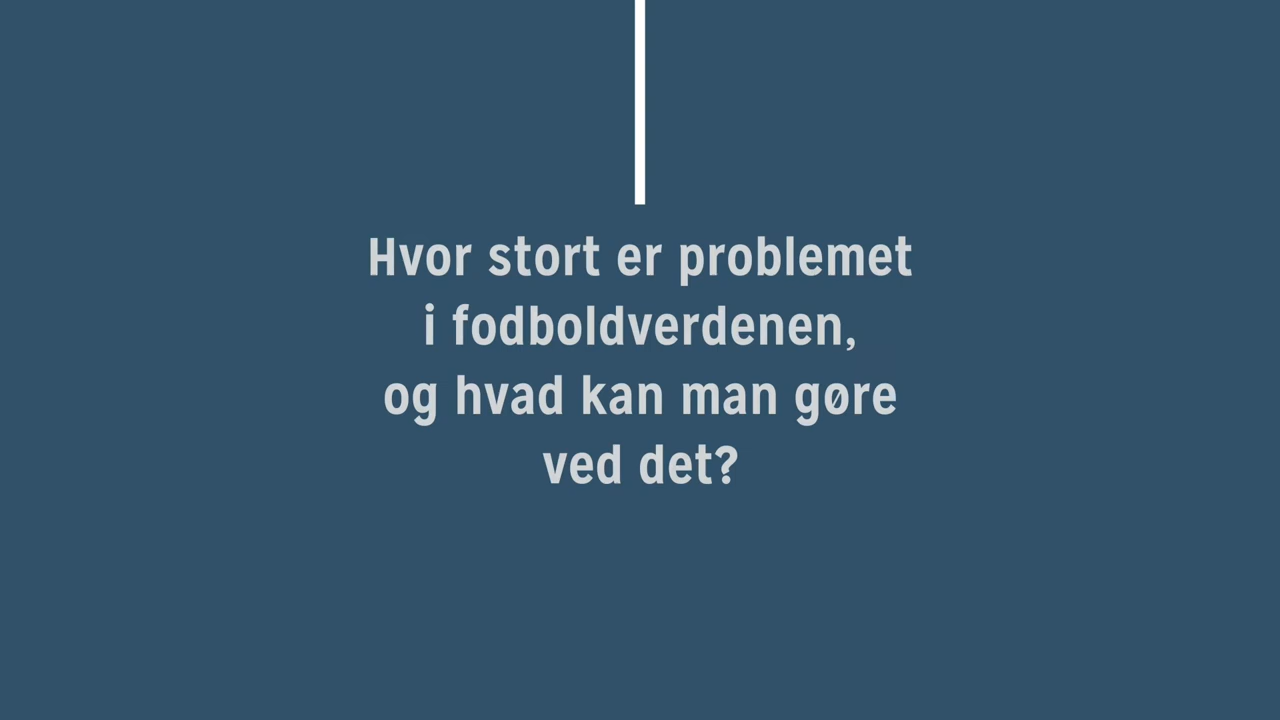 Hvor stort er problemet
i fodboldverdenen,
og hvad kan man gøre
ved det?